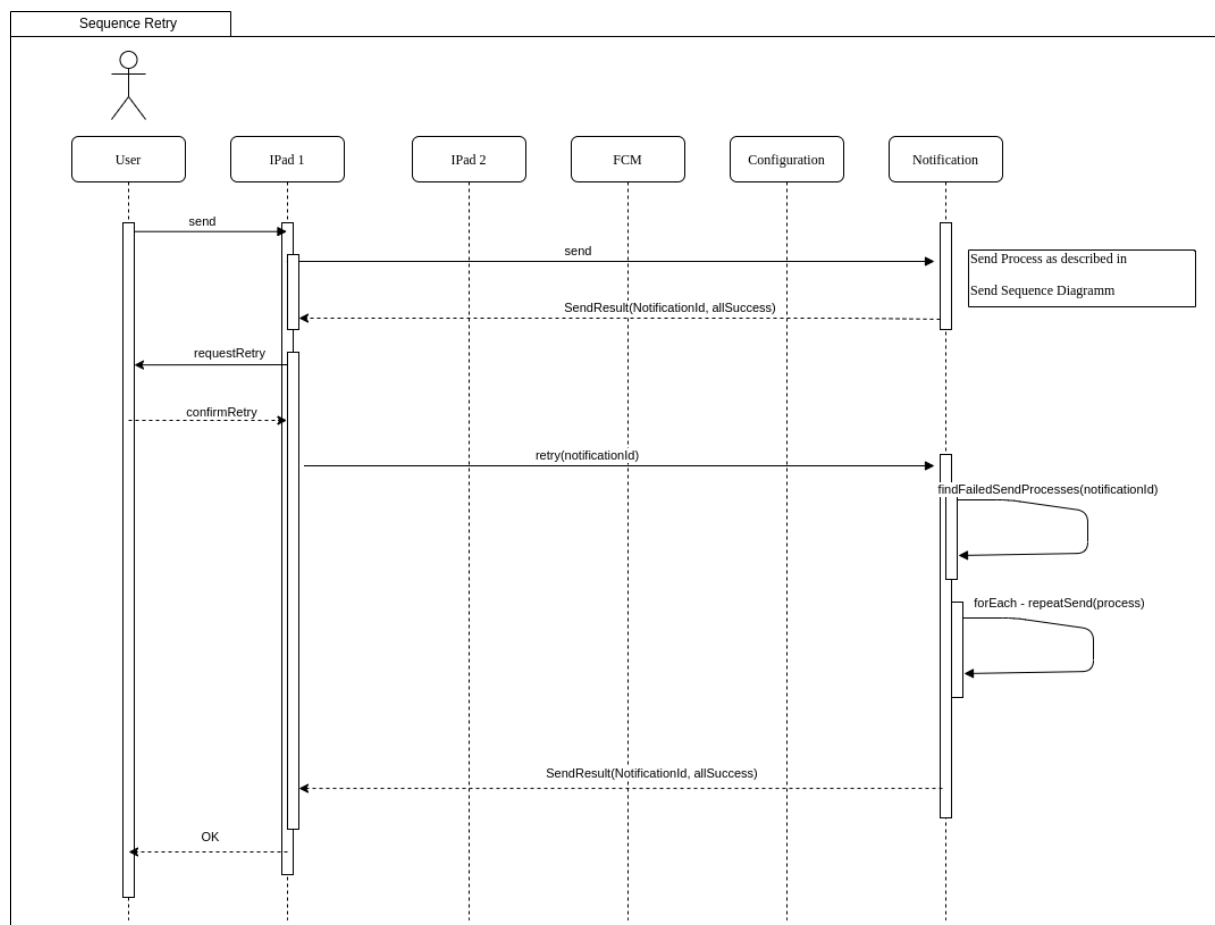 Sequence Retry
User
IPad 1
IPad 2
FCM
Configuration
Notification
send
send
Send Process as described in
Send Sequence Diagramm
SendResult(NotificationId, allSuccess)
requestRetry
confirmRetry
retry(notificationId)
findFailedSendProcesses(notificationId)
forEach - repeatSend(process)
SendResult(NotificationId, allSuccess)
OK